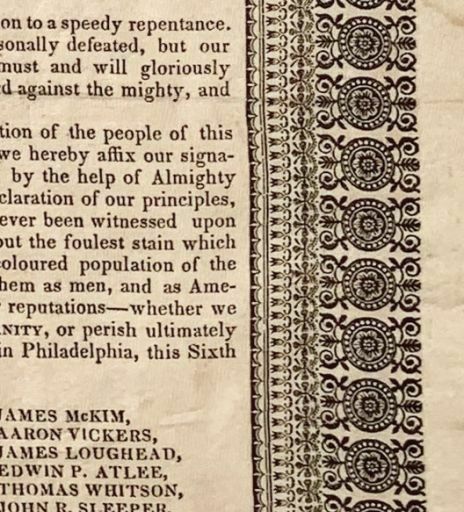 on to a speedy repentance.
sonally defeated, but our
must and will gloriously
d against the mighty, and
tion of the people of this
we hereby affix our signa-
by the help of Almighty
claration of our principles,
ever been witnessed upon
out the foulest stain which
coloured population of the
hem as men, and as Ame-
reputations—whether we
ANITY, or perish ultimately
in Philadelphia, this Sixth
JAMES McKIM,
AARON VICKERS,
JAMES LOUGHEAD,
EDWIN P. ATLEE,
THOMAS WHITSON,
JOHN R. SLEEPER,